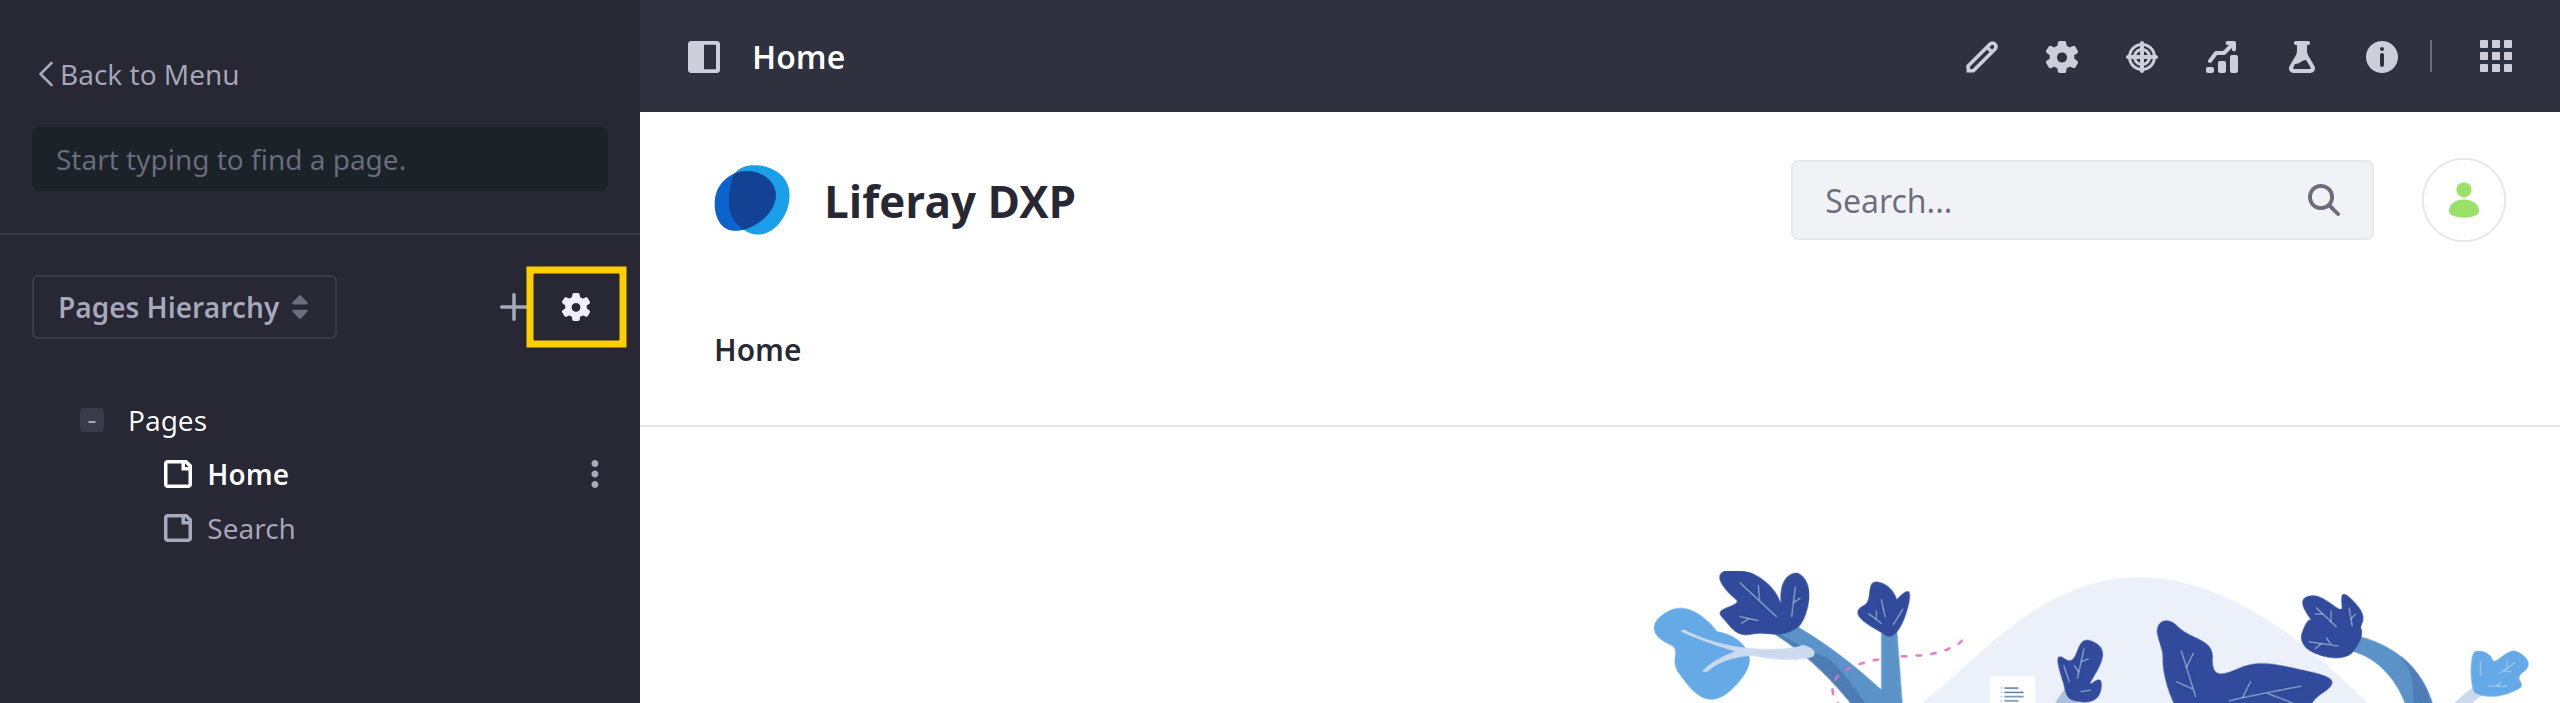 Back to Menu
Start typing to find a page.
Pages Hierarchy
- Pages
Home
Search
Home
Liferay DXP
Search...
Home